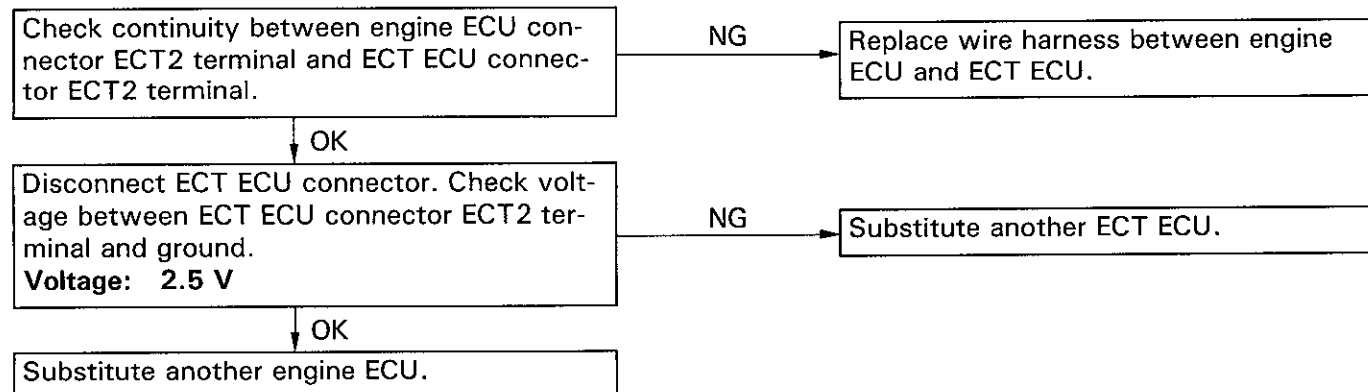 Check continuity between engine ECU con-
nector ECT2 terminal and ECT ECU connec-
tor ECT2 terminal.
NG
Replace wire harness between engine
ECU and ECT ECU.
OK
Disconnect ECT ECU connector. Check volt-
age between ECT ECU connector ECT2 ter-
minal and ground.
Voltage: 2.5 V
NG
Substitute another ECT ECU.
OK
Substitute another engine ECU.